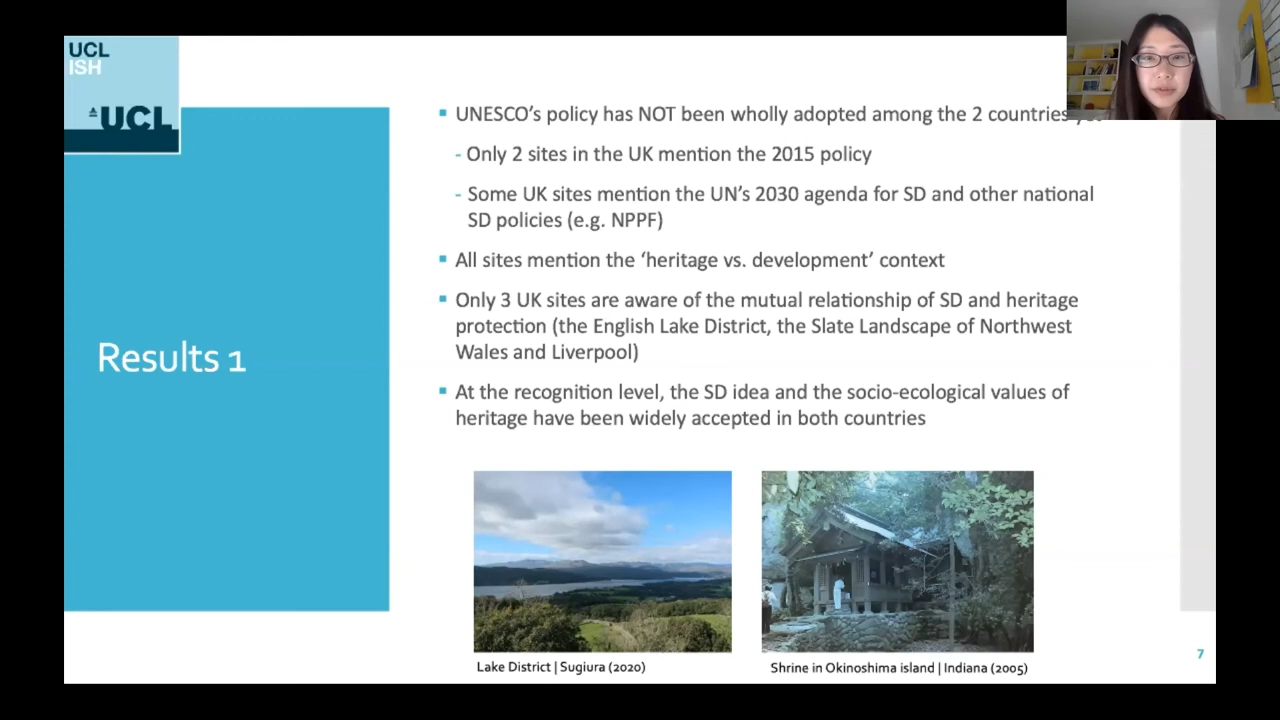 UCL
ISH
UCL
UNESCO's policy has NOT been wholly adopted among the 2 countries
- Only 2 sites in the UK mention the 2015 policy
- Some UK sites mention the UN's 2030 agenda for SD and other national
SD policies (e.g. NPPF)
All sites mention the 'heritage vs. development' context
Only 3 UK sites are aware of the mutual relationship of SD and heritage
protection (the English Lake District, the Slate Landscape of Northwest
Wales and Liverpool)
Results 1
At the recognition level, the SD idea and the socio-ecological values of
heritage have been widely accepted in both countries
Lake District | Sugiura (2020)
Shrine in Okinoshima island | Indiana (2005)
7